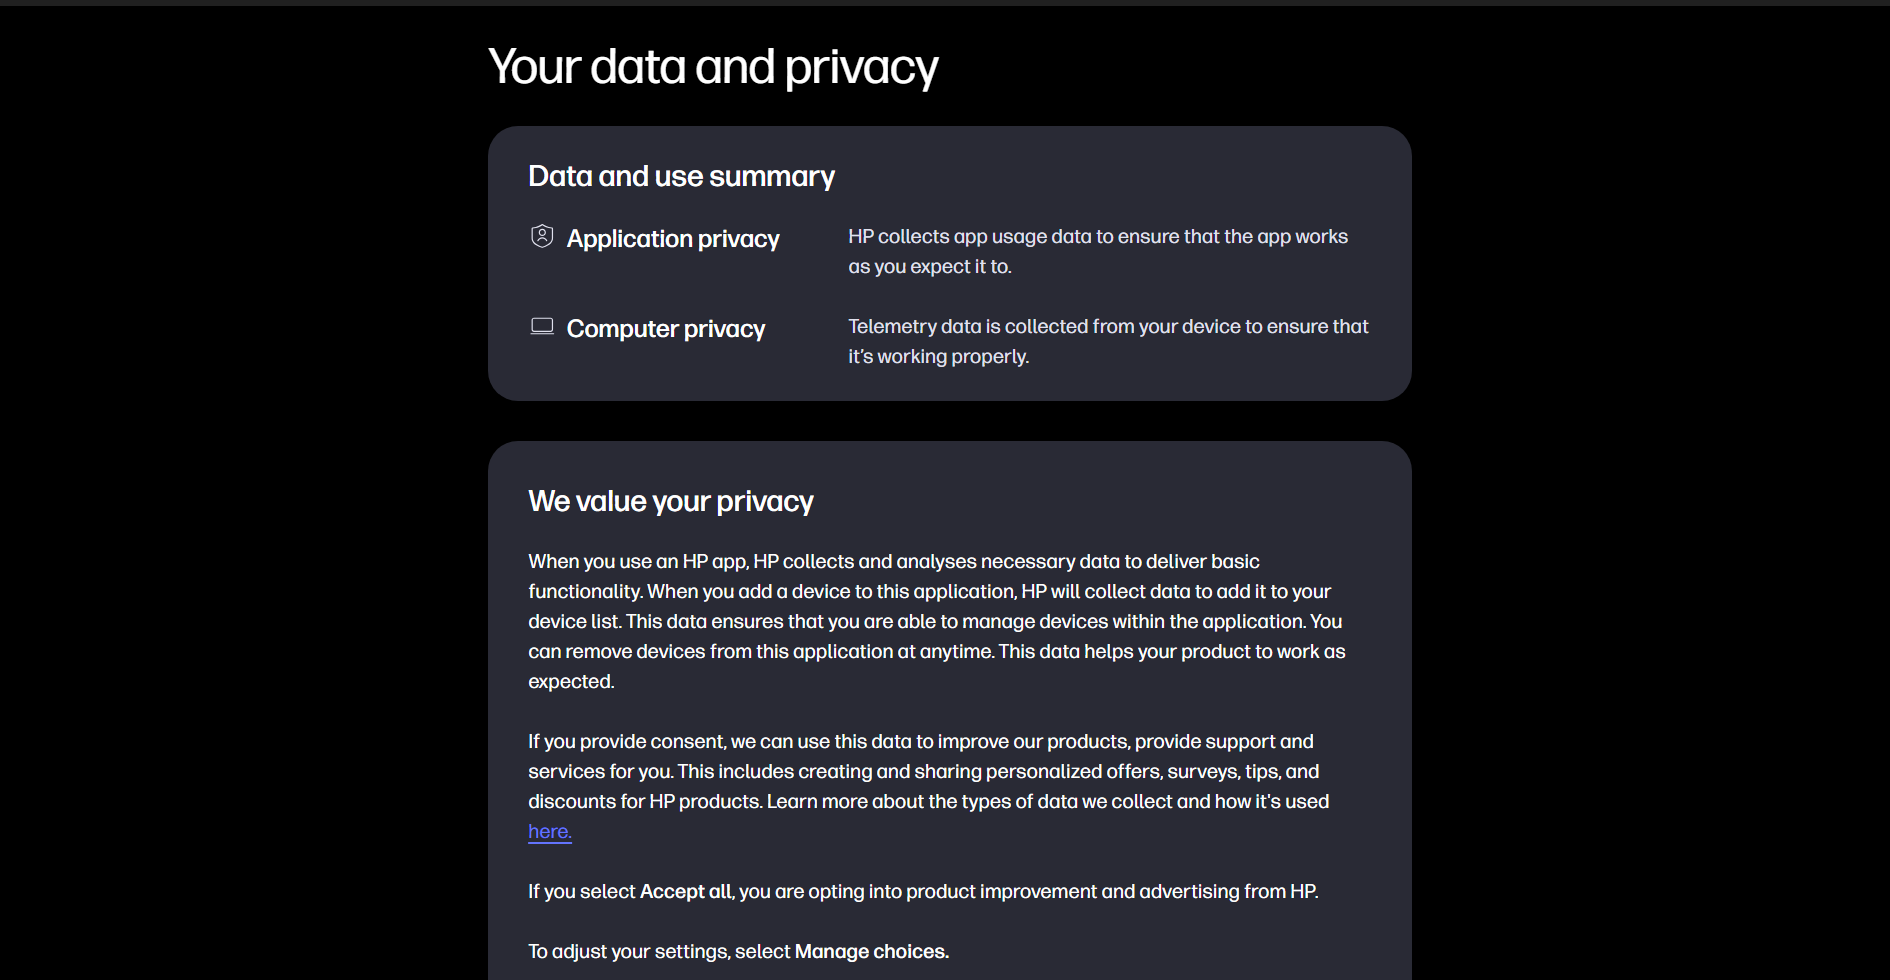 Your data and privacy
Data and use summary
Application privacy
HP collects app usage data to ensure that the app works
as you expect it to.
Computer privacy
Telemetry data is collected from your device to ensure that
it’s working properly.
We value your privacy
When you use an HP app, HP collects and analyses necessary data to deliver basic
functionality. When you add a device to this application, HP will collect data to add it to your
device list. This data ensures that you are able to manage devices within the application. You
can remove devices from this application at anytime. This data helps your product to work as
expected.
If you provide consent, we can use this data to improve our products, provide support and
services for you. This includes creating and sharing personalized offers, surveys, tips, and
discounts for HP products. Learn more about the types of data we collect and how it's used
here.
If you select Accept all, you are opting into product improvement and advertising from HP.
To adjust your settings, select Manage choices.